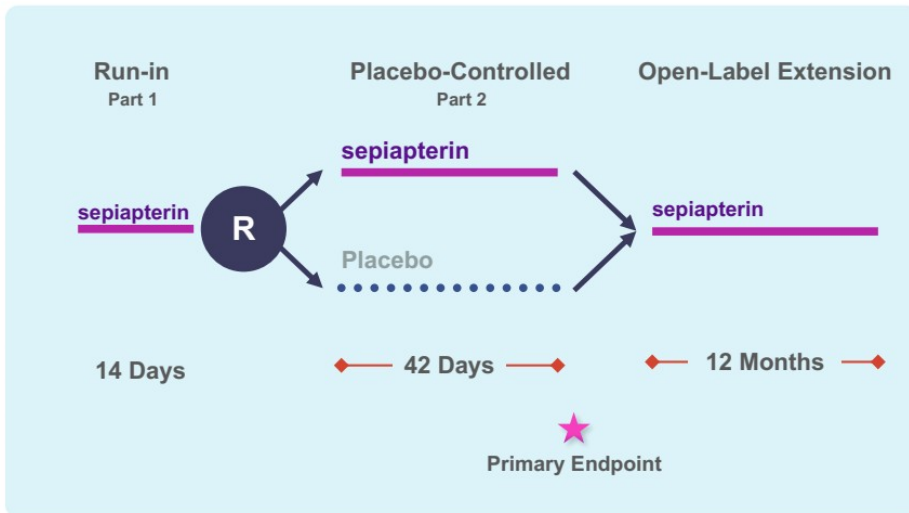 Run-in
Part 1
Placebo-Controlled
Part 2
Open-Label Extension
sepiapterin
R
sepiapterin
Placebo
sepiapterin
14 Days
42 Days
12 Months
Primary Endpoint